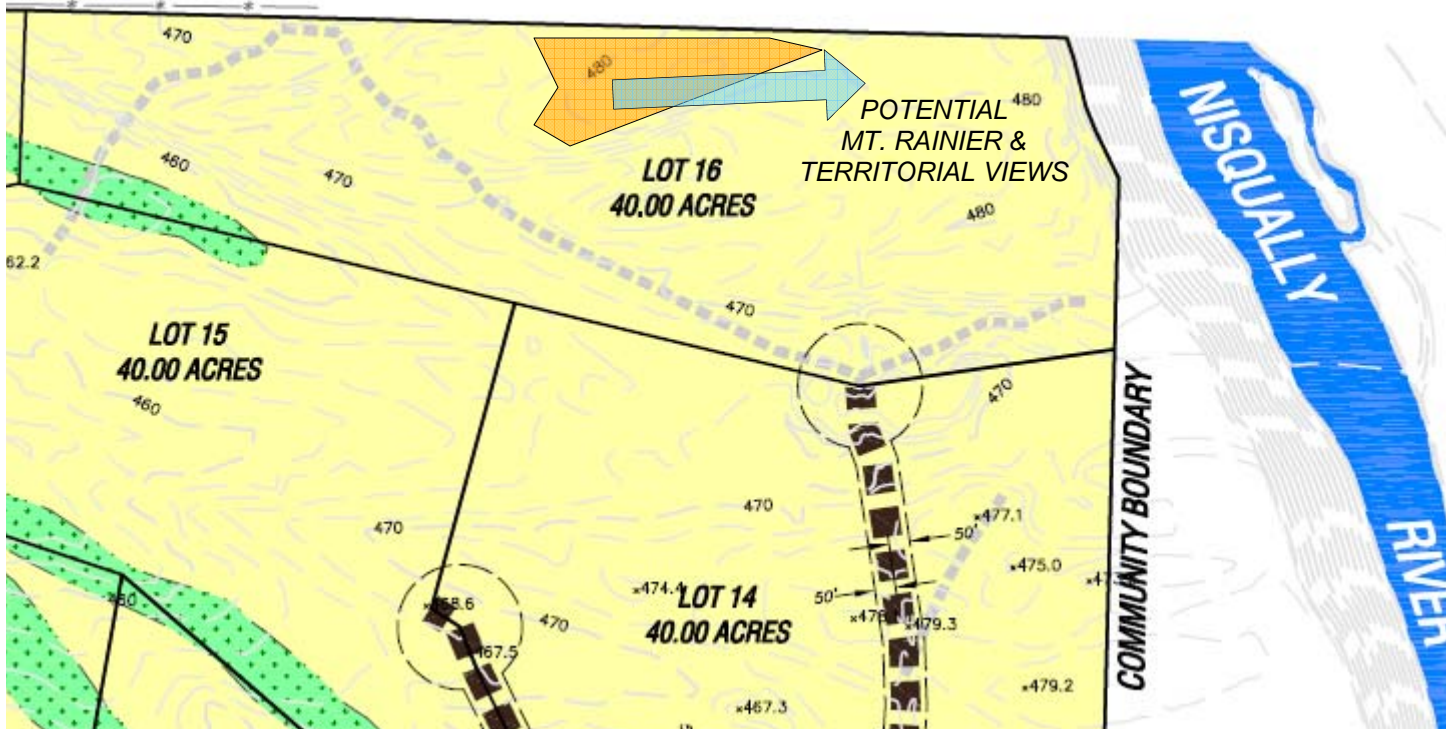 470
480
480
POTENTIAL
MT. RAINIER &
TERRITORIAL VIEWS
NISQUALLY
460
470
LOT 16
40.00 ACRES
480
62.2
470
LOT 15
40.00 ACRES
460
470
COMMUNITY BOUNDARY
470
470
×477.1
50'
×475.0
RIVER
×474.4
LOT 14
40.00 ACRES
50'
×479.3
470
467.5
×479.2
×467.3